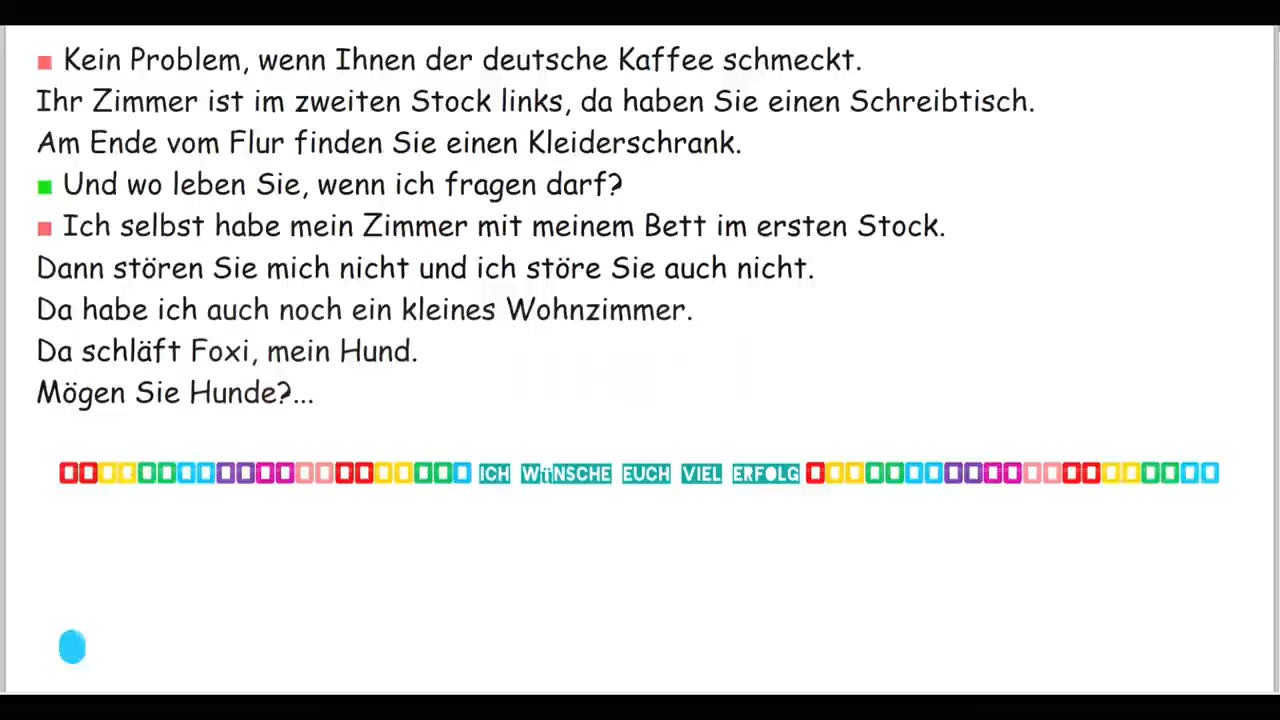 Kein Problem, wenn Ihnen der deutsche Kaffee schmeckt.
Ihr Zimmer ist im zweiten Stock links, da haben Sie einen Schreibtisch.
Am Ende vom Flur finden Sie einen Kleiderschrank.
Und wo leben Sie, wenn ich fragen darf?
Ich selbst habe mein Zimmer mit meinem Bett im ersten Stock.
Dann stören Sie mich nicht und ich störe Sie auch nicht.
Da habe ich auch noch ein kleines Wohnzimmer.
Da schläft Foxi, mein Hund.
Mögen Sie Hunde?...
ICH WÜNSCHE EUCH VIEL ERFOLG